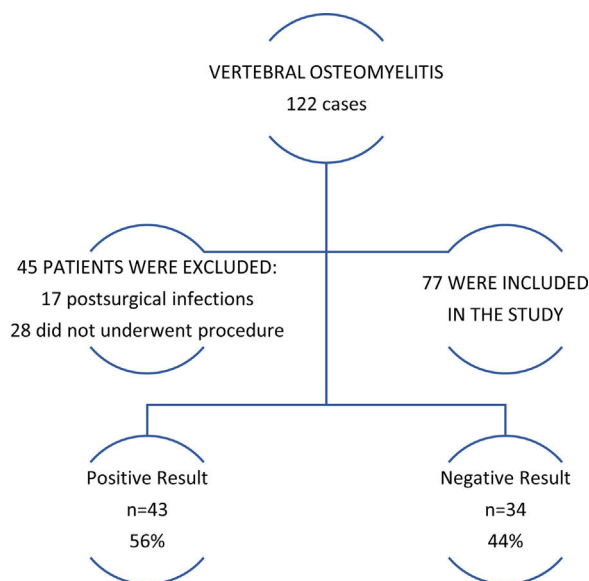 VERTEBRAL OSTEOMYELITIS
122 cases
45 PATIENTS WERE EXCLUDED:
17 postsurgical infections
28 did not underwent procedure
77 WERE INCLUDED
IN THE STUDY
Positive Result
n=43
56%
Negative Result
n=34
44%